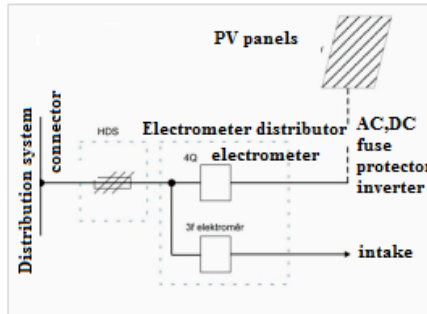 PV panels
Distribution system
connector
HDS
Electrometer distributor
4Q electrometer
AC,DC
fuse
protector
inverter
3f elektroměr
intake